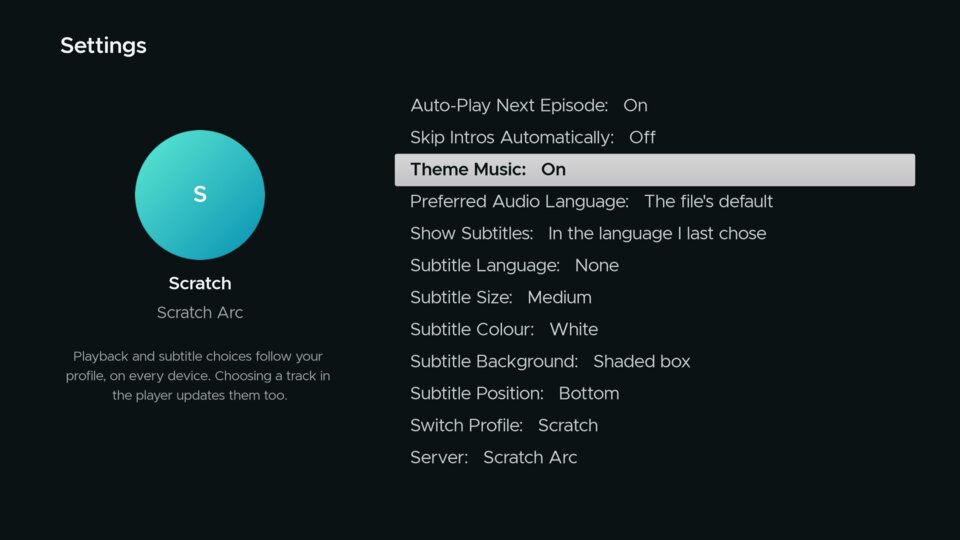 Settings
S
Scratch
Scratch Arc
Playback and subtitle choices follow your
profile, on every device. Choosing a track in
the player updates them too.
Auto-Play Next Episode: On
Skip Intros Automatically: Off
Theme Music: On
Preferred Audio Language: The file's default
Show Subtitles: In the language I last chose
Subtitle Language: None
Subtitle Size: Medium
Subtitle Colour: White
Subtitle Background: Shaded box
Subtitle Position: Bottom
Switch Profile: Scratch
Server: Scratch Arc